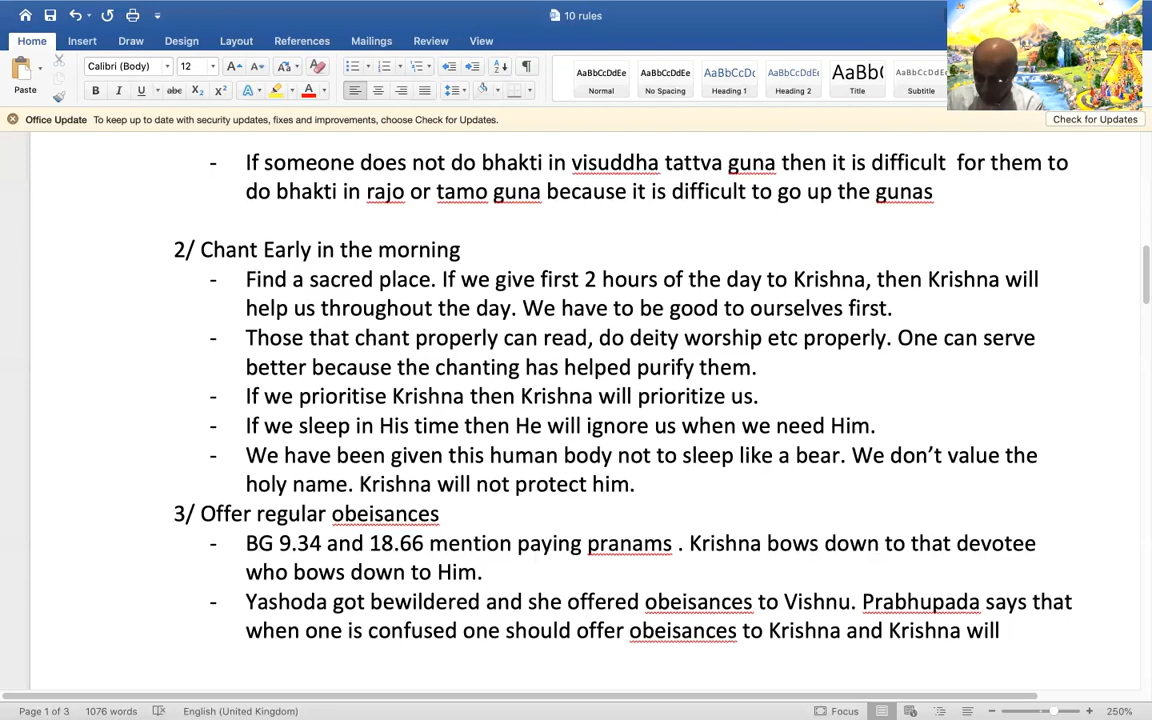 10 rules
Home Insert Draw Design Layout References Mailings Review View
Paste
Calibri (Body) 12
AaBbCcDdEe AaBbCcDdEe AaBbCcDc AaBbCcDdEe AaBb( AaBbCcDdEe
Normal No Spacing Heading 1 Heading 2 Title Subtitle
Office Update To keep up to date with security updates, fixes and improvements, choose Check for Updates. Check for Updates
- If someone does not do bhakti in visuddha tattva guna then it is difficult for them to
do bhakti in rajo or tamo guna because it is difficult to go up the gunas
2/ Chant Early in the morning
- Find a sacred place. If we give first 2 hours of the day to Krishna, then Krishna will
help us throughout the day. We have to be good to ourselves first.
- Those that chant properly can read, do deity worship etc properly. One can serve
better because the chanting has helped purify them.
- If we prioritise Krishna then Krishna will prioritize us.
- If we sleep in His time then He will ignore us when we need Him.
- We have been given this human body not to sleep like a bear. We don’t value the
holy name. Krishna will not protect him.
3/ Offer regular obeisances
- BG 9.34 and 18.66 mention paying pranams . Krishna bows down to that devotee
who bows down to Him.
- Yashoda got bewildered and she offered obeisances to Vishnu. Prabhupada says that
when one is confused one should offer obeisances to Krishna and Krishna will
Page 1 of 3 1076 words English (United Kingdom) Focus 250%